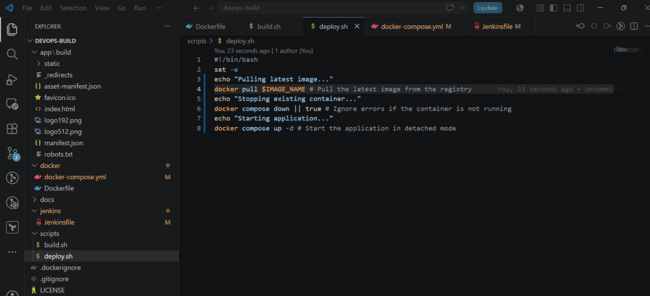 File Edit Selection View Go Run ...
devops-build
Update
EXPLORER
...
DEVOPS-BUILD
app\build
static
_redirects
asset-manifest.json
favicon.ico
index.html
logo192.png
logo512.png
manifest.json
robots.txt
docker
docker-compose.yml M
Dockerfile
docs
jenkins
Jenkinsfile M
scripts
build.sh
deploy.sh
.dockerignore
.gitignore
LICENSE
Dockerfile
build.sh
deploy.sh
docker-compose.yml M
Jenkinsfile M
scripts > $ deploy.sh
You, 23 seconds ago | 1 author (You)
1 #!/bin/bash
2 set -e
3 echo "Pulling latest image..."
4 docker pull $IMAGE_NAME # Pull the latest image from the registry You, 23 seconds ago • Uncomm
5 echo "Stopping existing container..."
6 docker compose down || true # Ignore errors if the container is not running
7 echo "Starting application..."
8 docker compose up -d # Start the application in detached mode